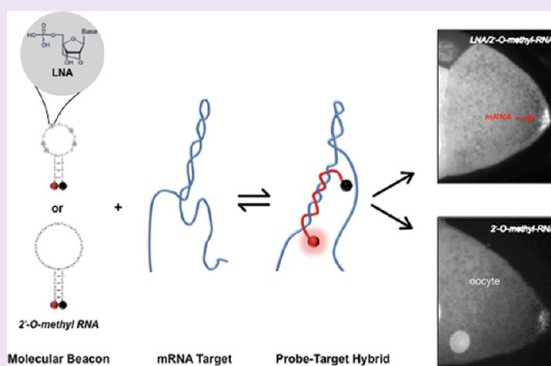 Base
LNA
or
2'-O-methyl RNA
+
Molecular Beacon
mRNA Target
Probe-Target Hybrid
LNA/2'-O-methyl-RNA
mRNA
2'-O-methyl-RNA
oocyte